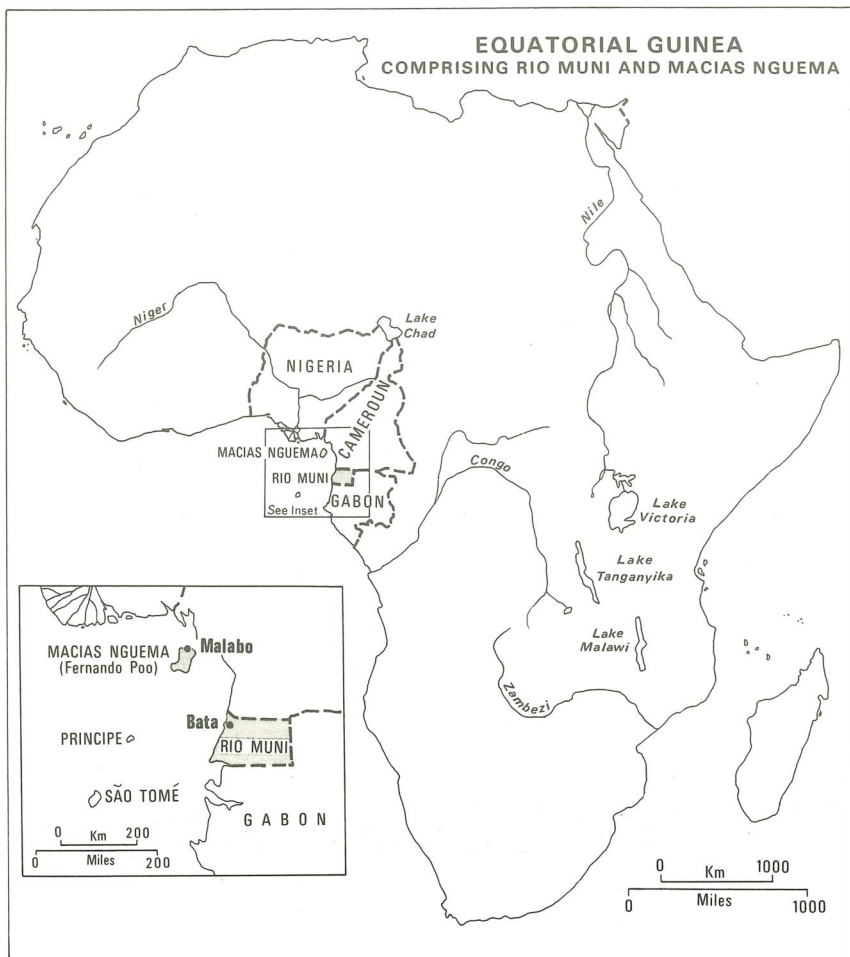 EQUATORIAL GUINEA
COMPRISING RIO MUNI AND MACIAS NGUEMA
Nile
Niger
Lake
Chad
NIGERIA
CAMEROUN
MACIAS NGUEMA
RIO MUNI
GABON
See Inset
Congo
Lake
Victoria
Lake
Tanganyika
Lake
Malawi
Zambezi
MACIAS NGUEMA
(Fernando Poo)
Malabo
Bata
RIO MUNI
PRINCIPE
SÃO TOMÉ
GABON
0 Km 200
0 Miles 200
0 Km 1000
0 Miles 1000